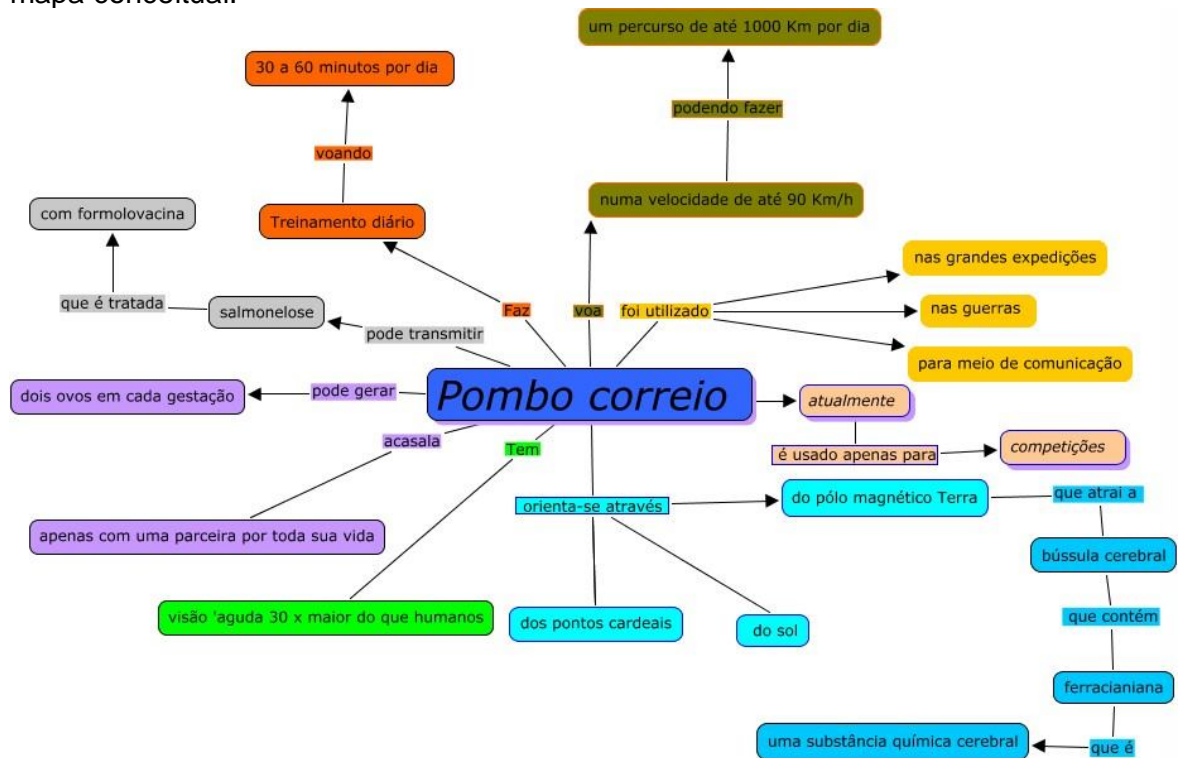 mapa conceitual.
um percurso de até 1000 Km por dia
30 a 60 minutos por dia
podendo fazer
voando
numa velocidade de até 90 Km/h
com formolovacina
Treinamento diário
nas grandes expedições
que é tratada
salmonelose
Faz
voa
foi utilizado
nas guerras
pode transmitir
para meio de comunicação
dois ovos em cada gestação
pode gerar
Pombo correio
atualmente
acasala
Tem
é usado apenas para
competições
orienta-se através
do pólo magnético Terra
que atrai a
apenas com uma parceira por toda sua vida
bússula cerebral
visão 'aguda 30 x maior do que humanos
dos pontos cardeais
do sol
que contém
ferracianiana
uma substância química cerebral
que é